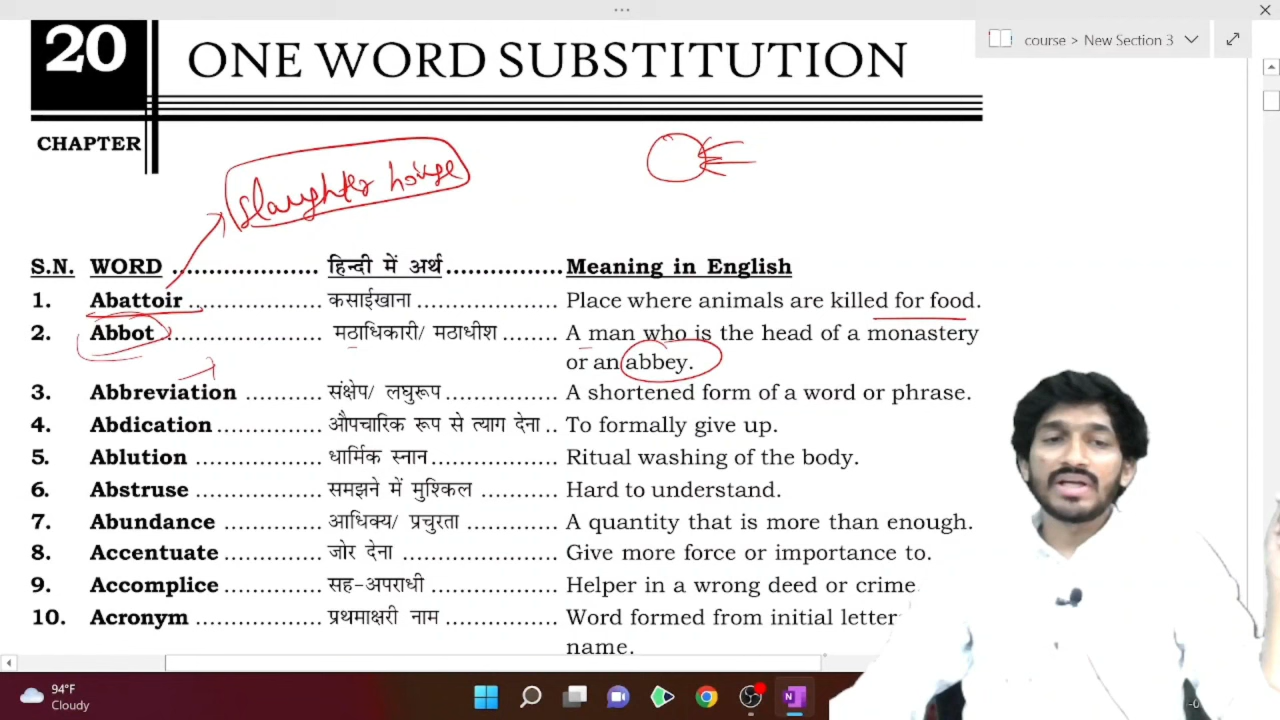 20
ONE WORD SUBSTITUTION
course > New Section 3
CHAPTER
slaughter house
S.N. WORD .................... हिन्दी में अर्थ................ Meaning in English
1. Abattoir .................... कसाईखाना ..................... Place where animals are killed for food.
2. Abbot ....................... मठाधिकारी/ मठाधीश ........ A man who is the head of a monastery
or an abbey.
3. Abbreviation ........... संक्षेप/ लघुरूप................. A shortened form of a word or phrase.
4. Abdication ............... औपचारिक रूप से त्याग देना .. To formally give up.
5. Ablution .................. धार्मिक स्नान................... Ritual washing of the body.
6. Abstruse .................. समझने में मुश्किल ........... Hard to understand.
7. Abundance .............. आधिक्य/ प्रचुरता ............. A quantity that is more than enough.
8. Accentuate .............. जोर देना ....................... Give more force or importance to.
9. Accomplice .............. सह-अपराधी ................... Helper in a wrong deed or crime
10. Acronym .................. प्रथमाक्षरी नाम ................ Word formed from initial letter
name.
94°F
Cloudy